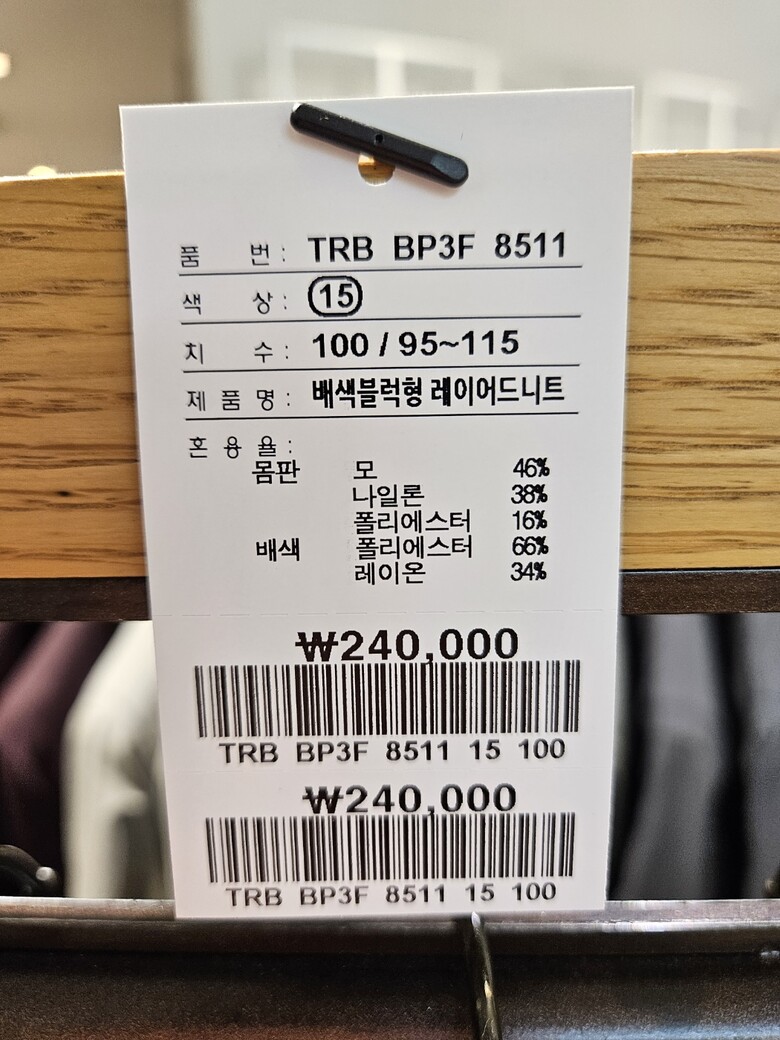 품 번 : TRB BP3F 8511
색 상 : 15
치 수 : 100 / 95~115
제 품 명 : 배색블럭형 레이어드니트
혼 용 율 :
몸판 모 46%
나일론 38%
폴리에스터 16%
배색 폴리에스터 66%
레이온 34%
₩240,000
TRB BP3F 8511 15 100
₩240,000
TRB BP3F 8511 15 100